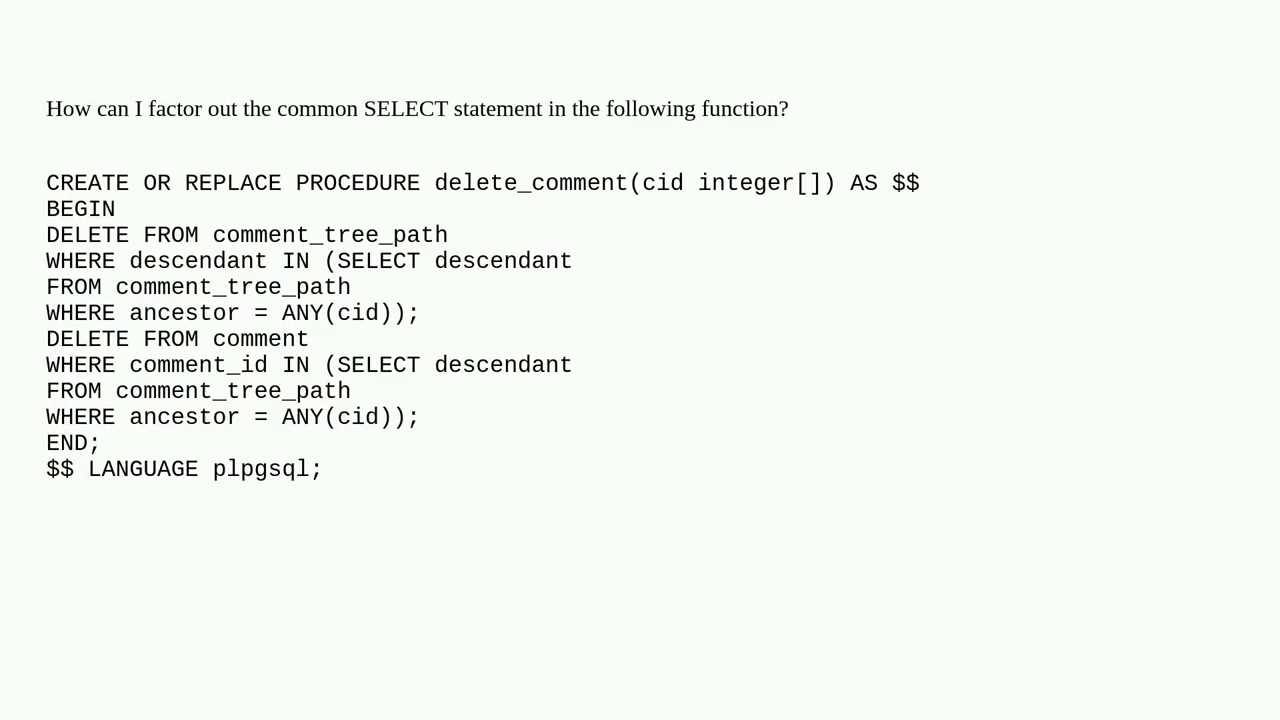 How can I factor out the common SELECT statement in the following function?
CREATE OR REPLACE PROCEDURE delete_comment(cid integer[]) AS $$
BEGIN
DELETE FROM comment_tree_path
WHERE descendant IN (SELECT descendant
FROM comment_tree_path
WHERE ancestor = ANY(cid));
DELETE FROM comment
WHERE comment_id IN (SELECT descendant
FROM comment_tree_path
WHERE ancestor = ANY(cid));
END;
$$ LANGUAGE plpgsql;